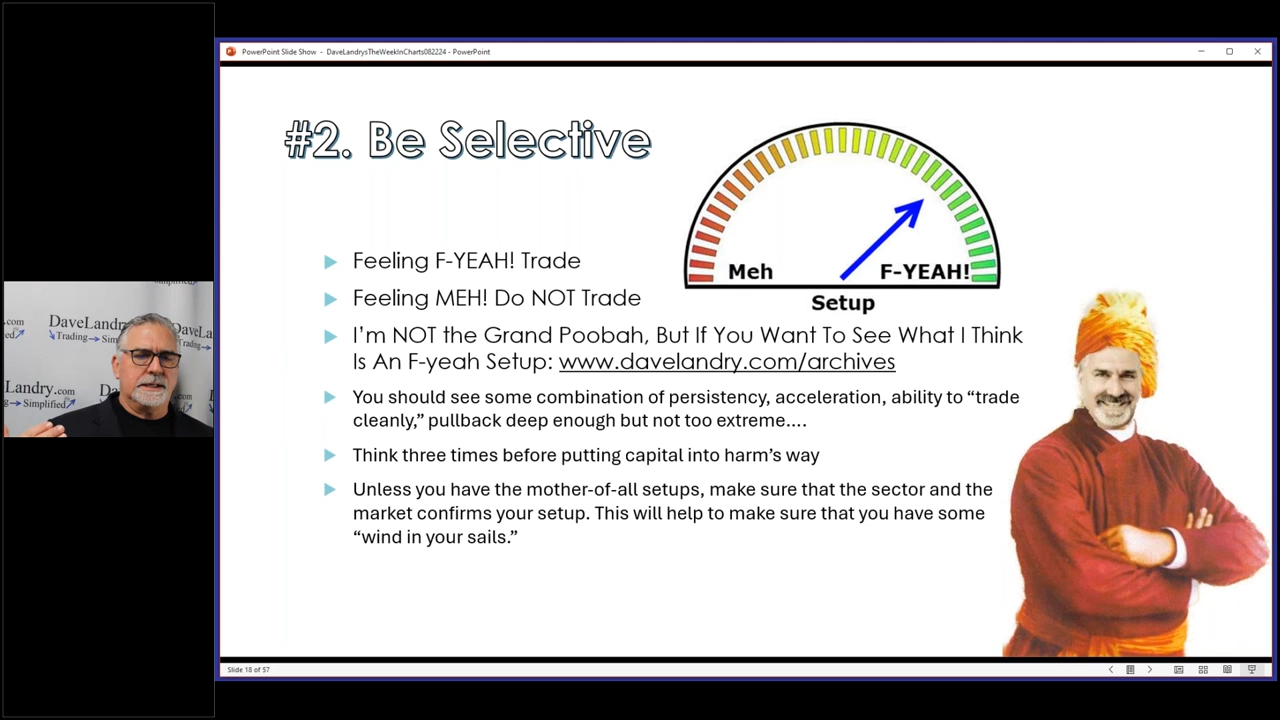 PowerPoint Slide Show - DaveLandrysTheWeekInCharts082224 - PowerPoint
#2. Be Selective
Meh
F-YEAH!
Setup
Feeling F-YEAH! Trade
Feeling MEH! Do NOT Trade
I'm NOT the Grand Poobah, But If You Want To See What I Think
Is An F-yeah Setup: www.davelandry.com/archives
You should see some combination of persistency, acceleration, ability to “trade
cleanly,” pullback deep enough but not too extreme….
Think three times before putting capital into harm's way
Unless you have the mother-of-all setups, make sure that the sector and the
market confirms your setup. This will help to make sure that you have some
“wind in your sails.”
.com
DaveLandry
DaveLa
Trading
Landry.com
Simplified
Slide 18 of 57